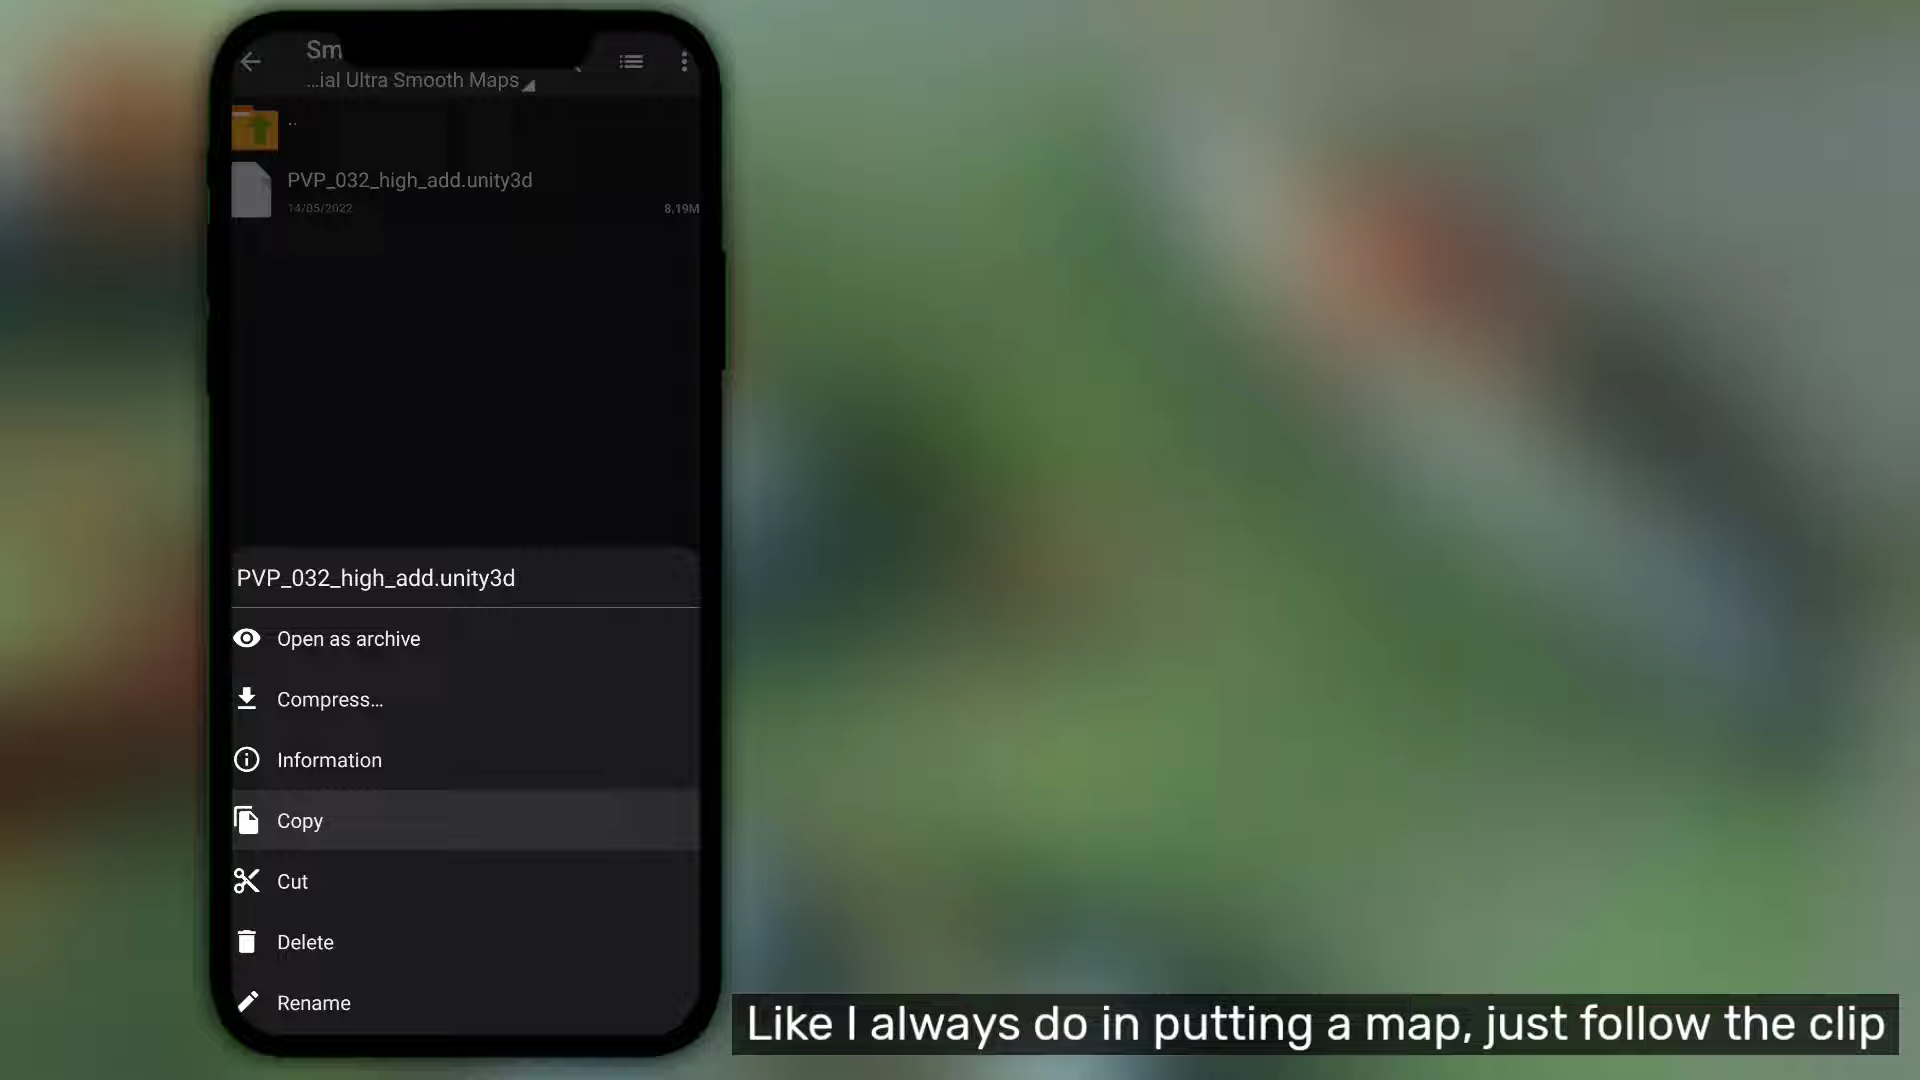 Sm
...ial Ultra Smooth Maps
..
PVP_032_high_add.unity3d
14/05/2022
8,19M
PVP_032_high_add.unity3d
Open as archive
Compress...
Information
Copy
Cut
Delete
Rename
Like I always do in putting a map, just follow the clip